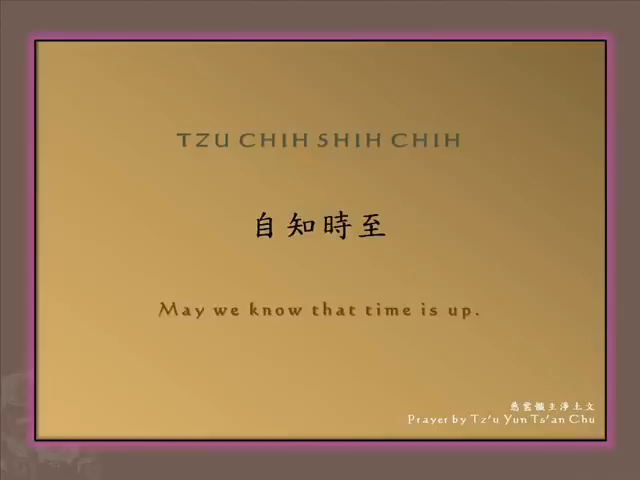 TZU CHIH SHIH CHIH
自知時至
May we know that time is up.
慈雲懺主淨土文
Prayer by Tz'u Yun Ts'an Chu